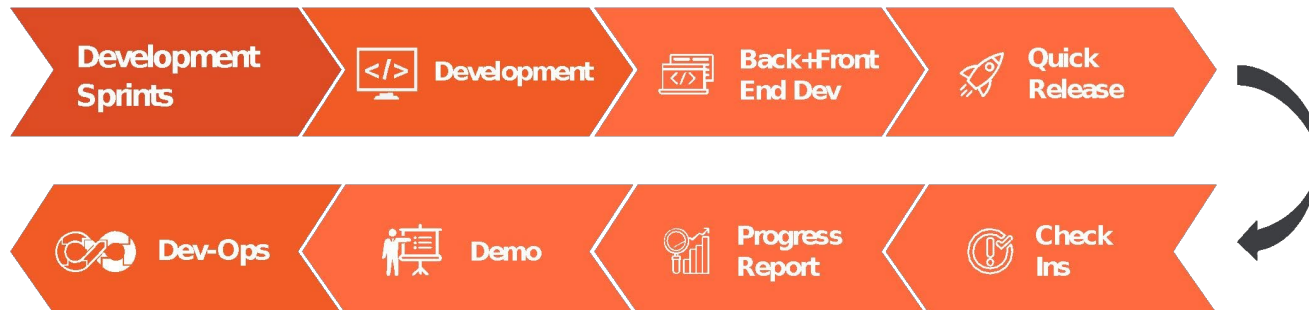 Development
Sprints
</>
Development
</>
Back+Front
End Dev
Quick
Release
Check
Ins
Progress
Report
Demo
Dev-Ops